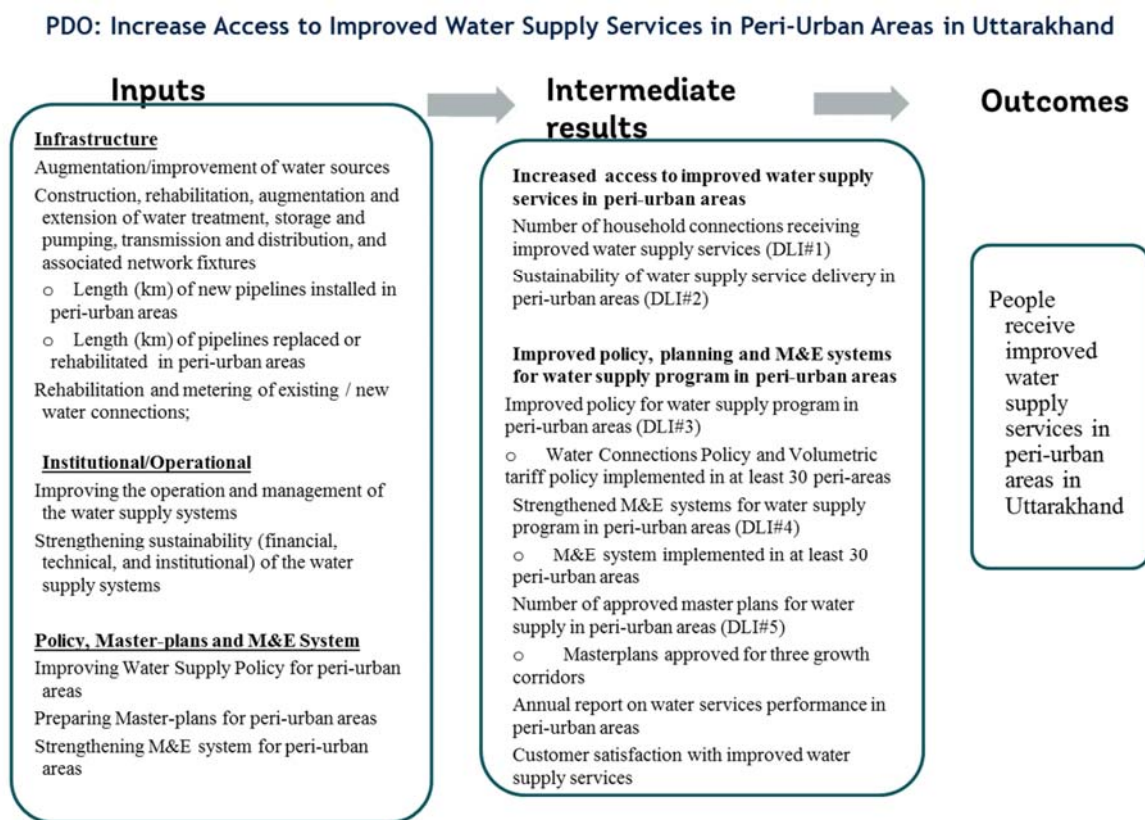 PDO: Increase Access to Improved Water Supply Services in Peri-Urban Areas in Uttarakhand
Inputs
Infrastructure
Augmentation/improvement of water sources
Construction, rehabilitation, augmentation and
extension of water treatment, storage and
pumping, transmission and distribution, and
associated network fixtures
o Length (km) of new pipelines installed in
peri-urban areas
o Length (km) of pipelines replaced or
rehabilitated in peri-urban areas
Rehabilitation and metering of existing / new
water connections;
Institutional/Operational
Improving the operation and management of
the water supply systems
Strengthening sustainability (financial,
technical, and institutional) of the water
supply systems
Policy, Master-plans and M&E System
Improving Water Supply Policy for peri-urban
areas
Preparing Master-plans for peri-urban areas
Strengthening M&E system for peri-urban
areas
Intermediate
results
Increased access to improved water supply
services in peri-urban areas
Number of household connections receiving
improved water supply services (DLI#1)
Sustainability of water supply service delivery in
peri-urban areas (DLI#2)
Improved policy, planning and M&E systems
for water supply program in peri-urban areas
Improved policy for water supply program in
peri-urban areas (DLI#3)
o Water Connections Policy and Volumetric
tariff policy implemented in at least 30 peri-areas
Strengthened M&E systems for water supply
program in peri-urban areas (DLI#4)
o M&E system implemented in at least 30
peri-urban areas
Number of approved master plans for water
supply in peri-urban areas (DLI#5)
o Masterplans approved for three growth
corridors
Annual report on water services performance in
peri-urban areas
Customer satisfaction with improved water
supply services
Outcomes
People
receive
improved
water
supply
services in
peri-urban
areas in
Uttarakhand